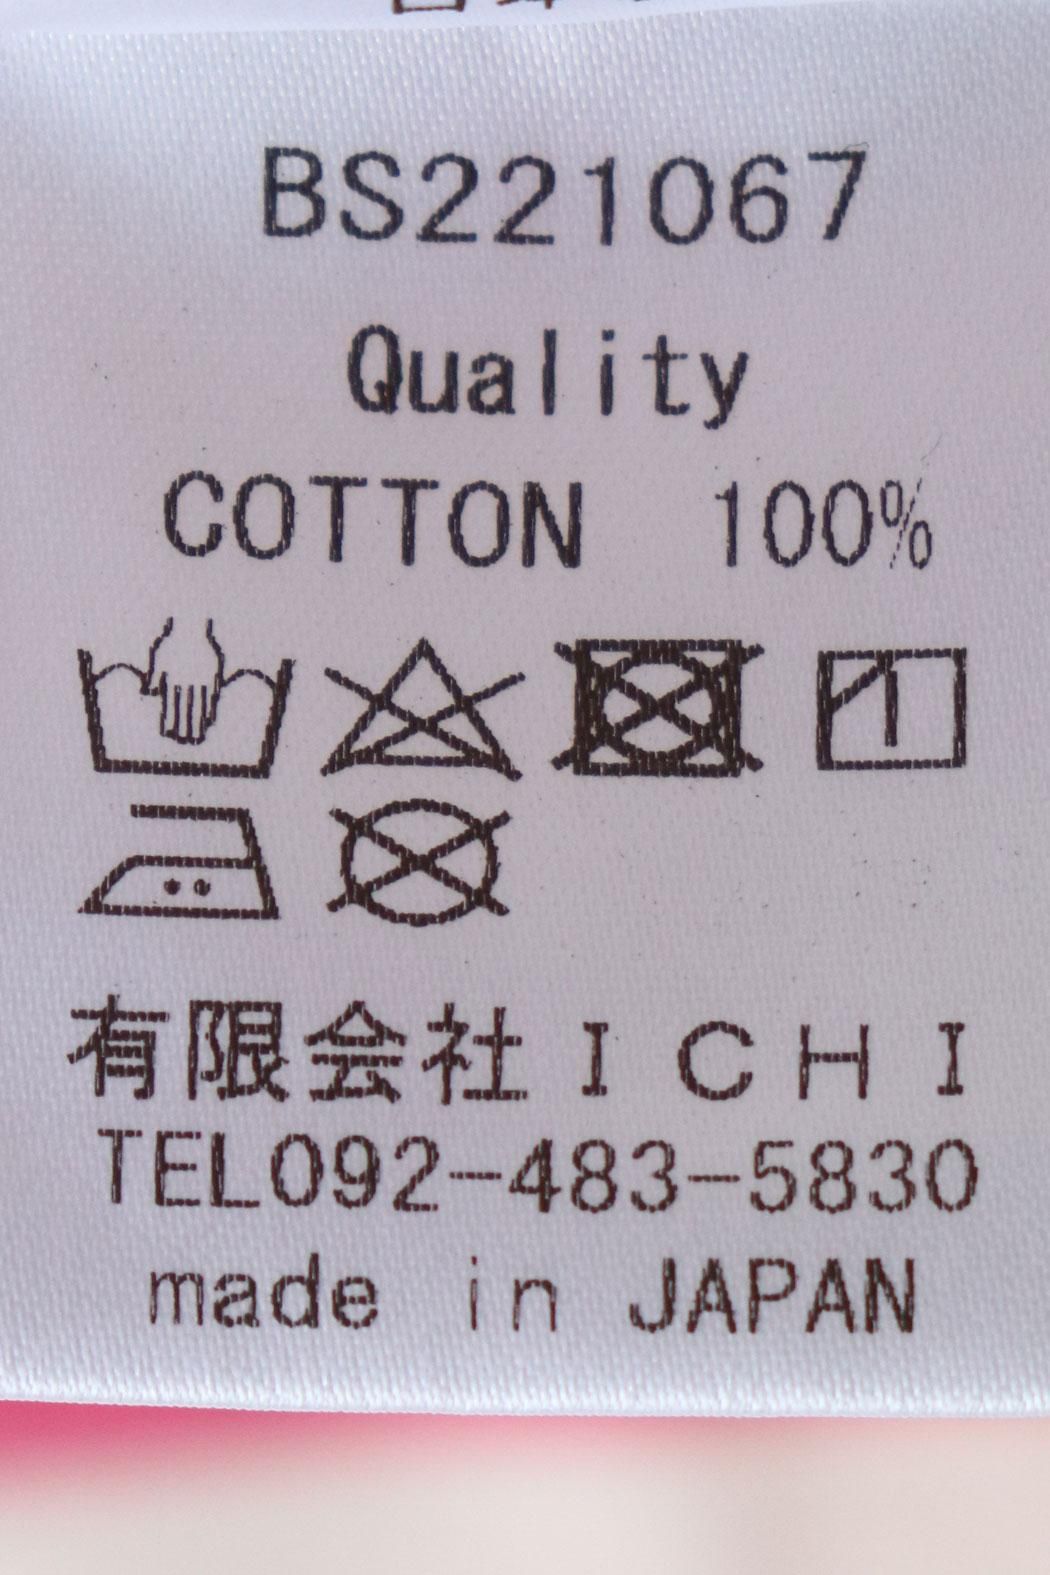 BS221067
Quality
COTTON 100%
有限会社ICHI
TEL092-483-5830
made in JAPAN